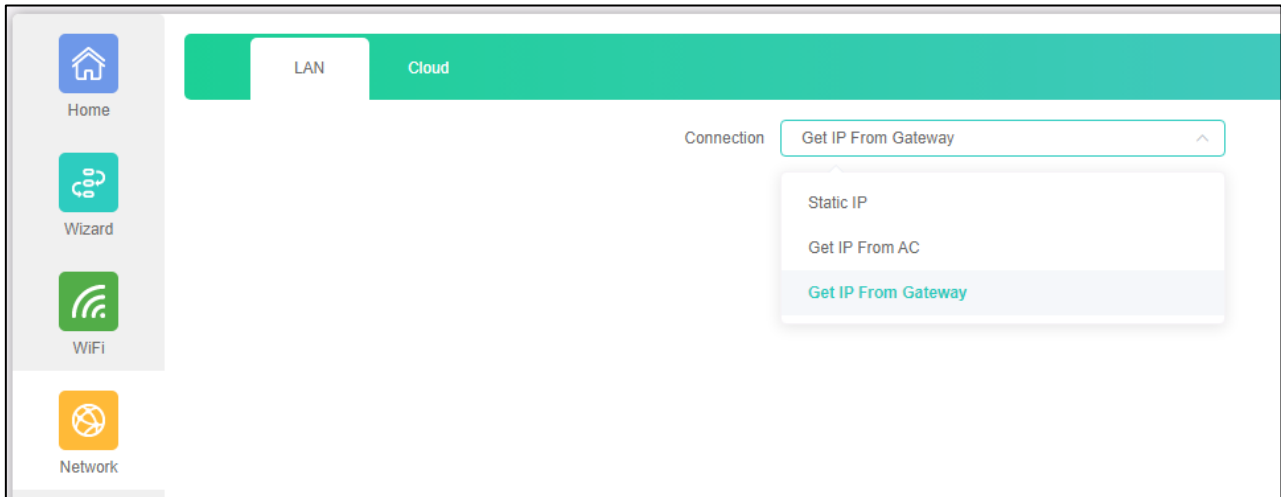 Home
Wizard
WiFi
Network
LAN
Cloud
Connection
Get IP From Gateway
Static IP
Get IP From AC
Get IP From Gateway